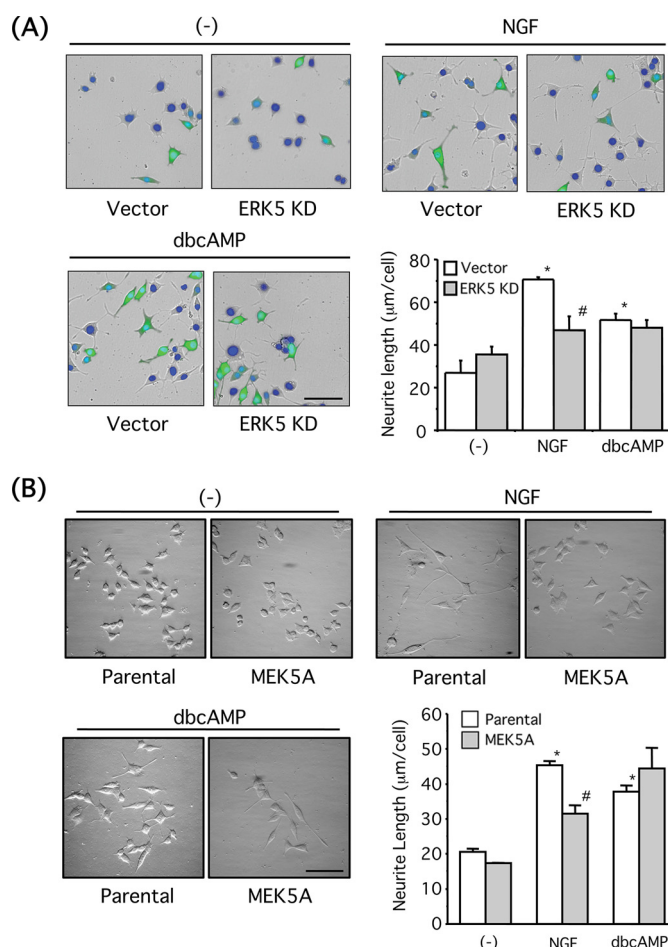 (A)
(-)
NGF
Vector
ERK5 KD
Vector
ERK5 KD
dbcAMP
Vector
ERK5 KD
Neurite length (μm/cell)
80
60
40
20
0
Vector
ERK5 KD
*
#
*
(-)
NGF
dbcAMP
(B)
(-)
NGF
Parental
MEK5A
Parental
MEK5A
dbcAMP
Parental
MEK5A
Neurite Length (μm/cell)
60
50
40
30
20
10
0
Parental
MEK5A
*
#
*
(-)
NGF
dbcAMP